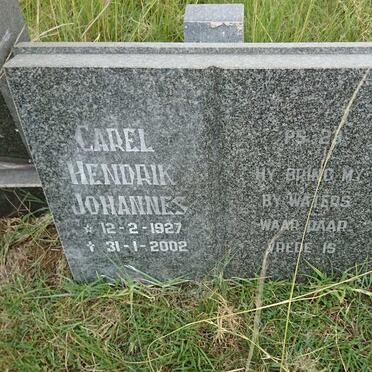 CAREL
HENDRIK
JOHANNES
* 12-2-1927
† 31-1-2002
PS. 23
HY BRING MY
BY WATERS
WAAR DAAR
VREDE IS